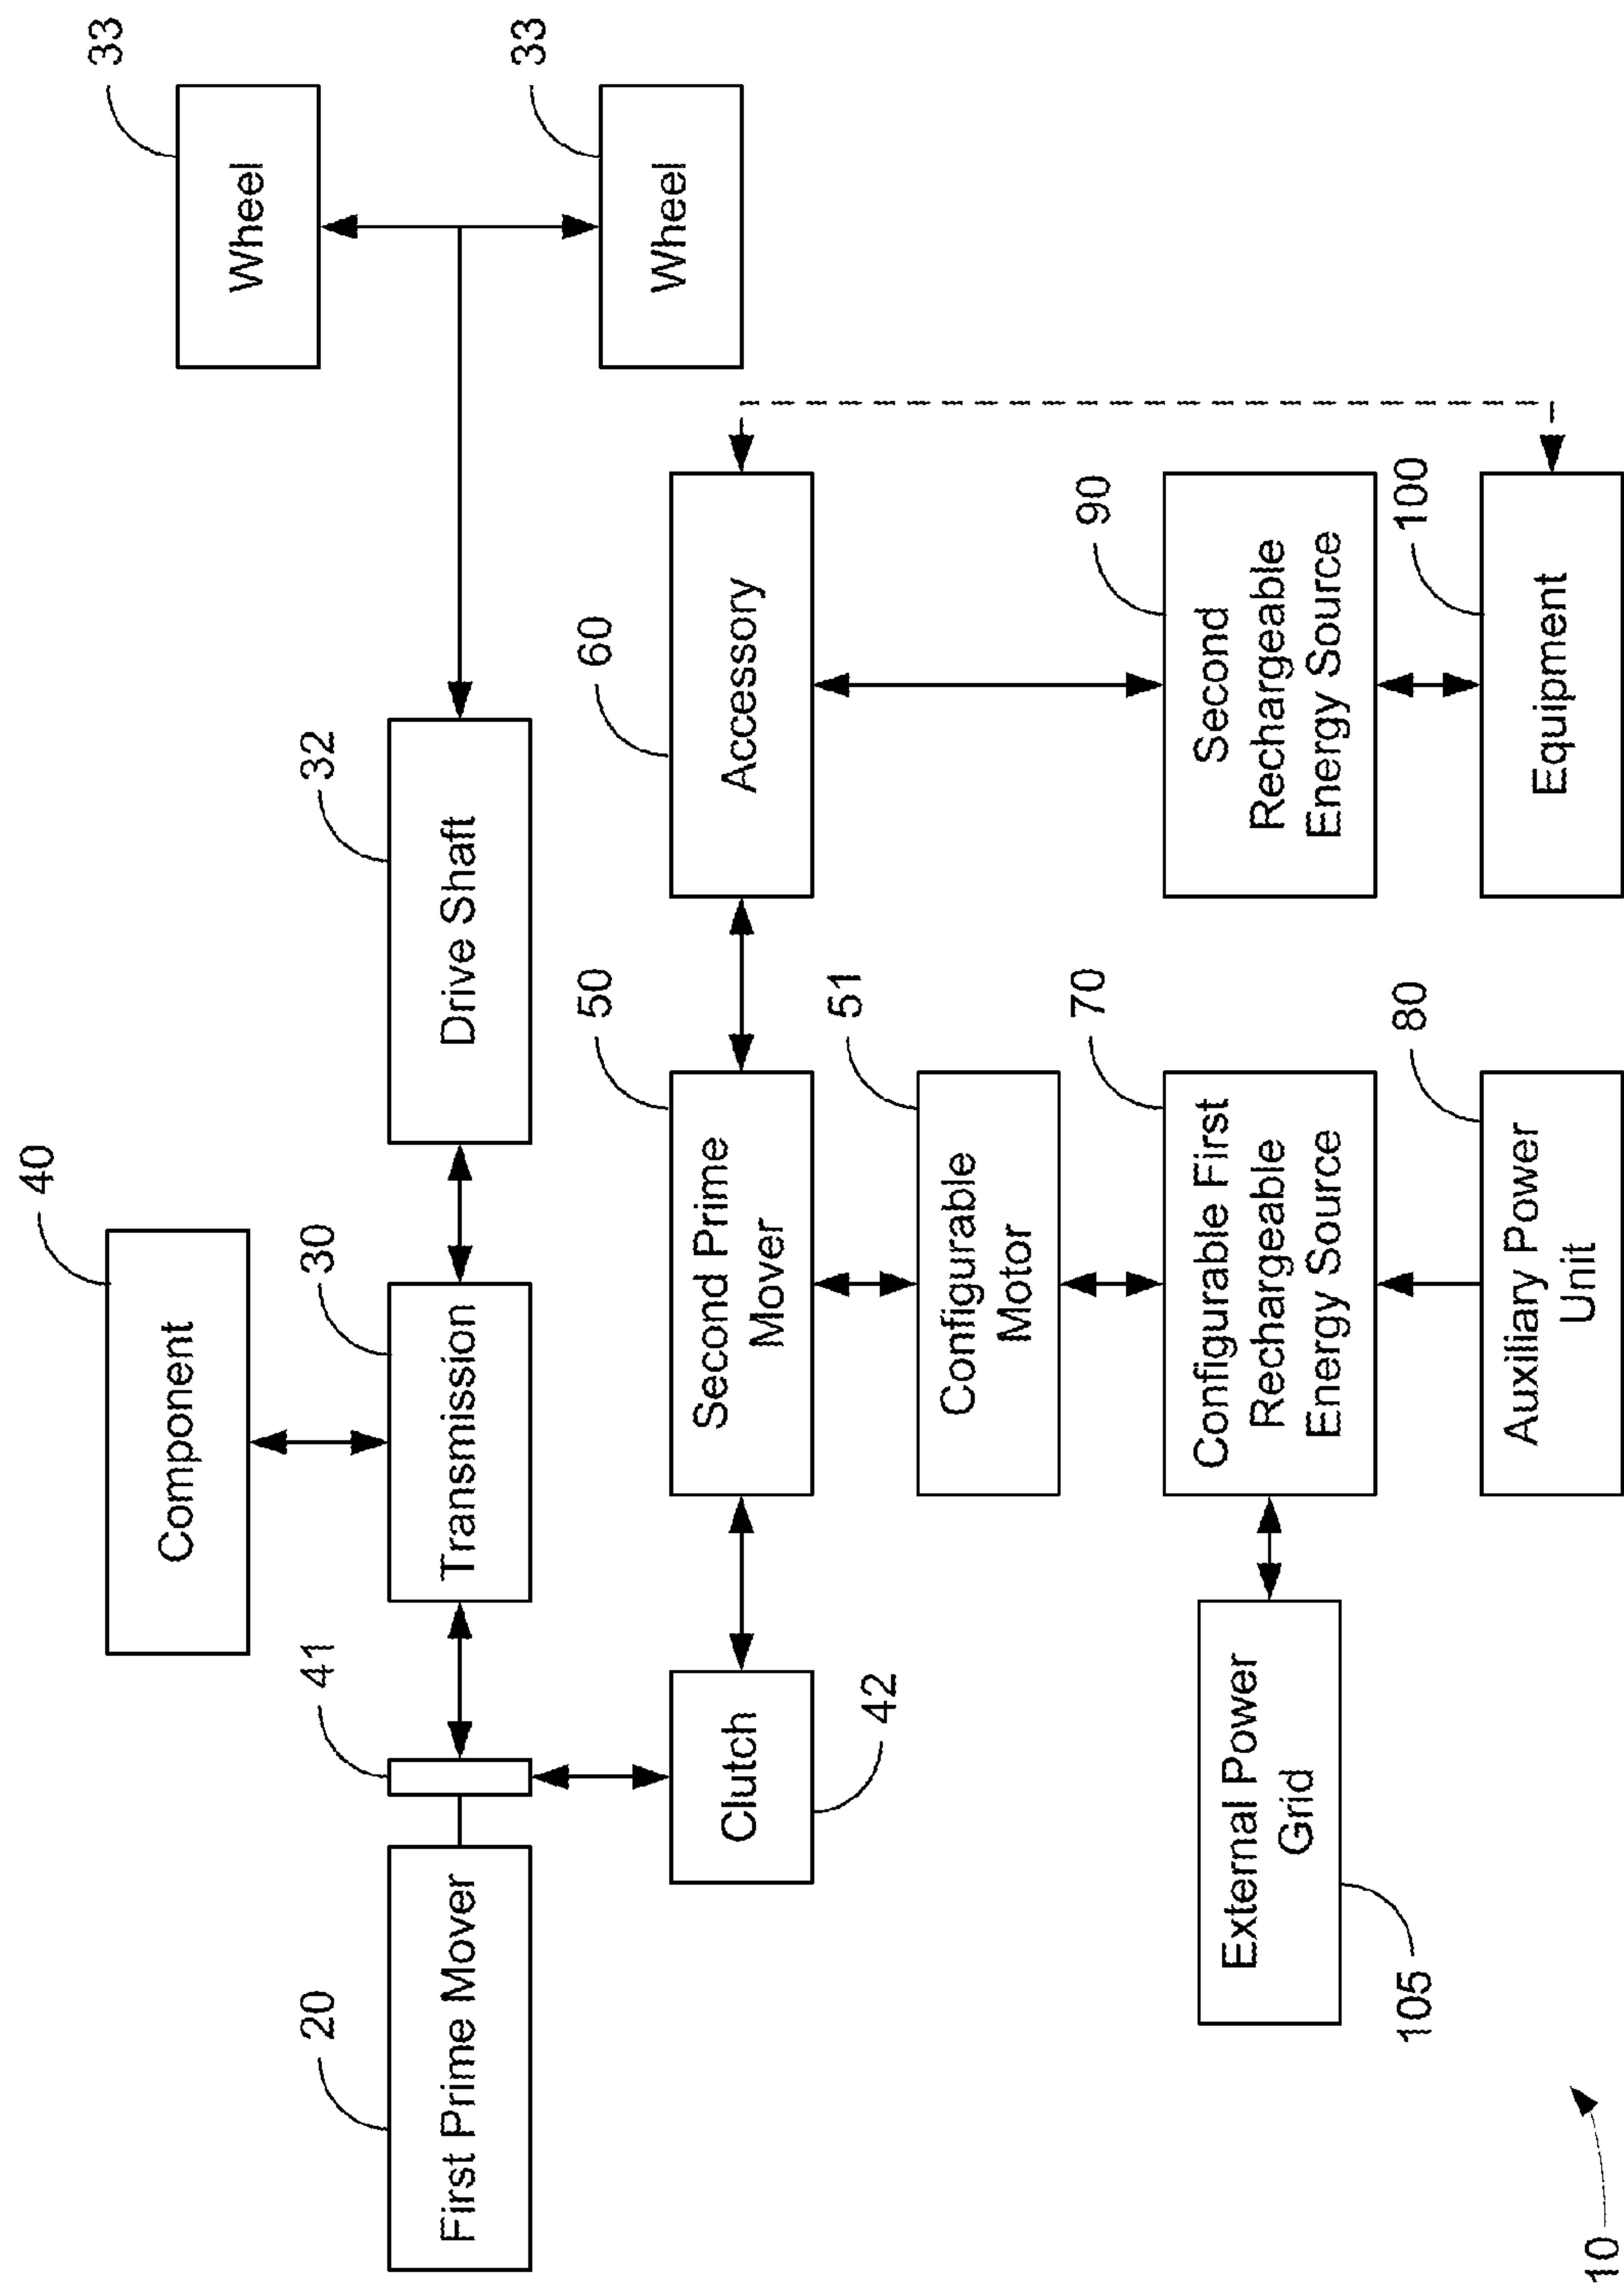 40
Component
33
Wheel
20
First Prime Mover
41
30
Transmission
32
Drive Shaft
33
Wheel
Clutch
42
50
Second Prime
Mover
60
Accessory
51
Configurable
Motor
105
External Power
Grid
70
Configurable First
Rechargeable
Energy Source
90
Second
Rechargeable
Energy Source
80
Auxiliary Power
Unit
100
Equipment
10